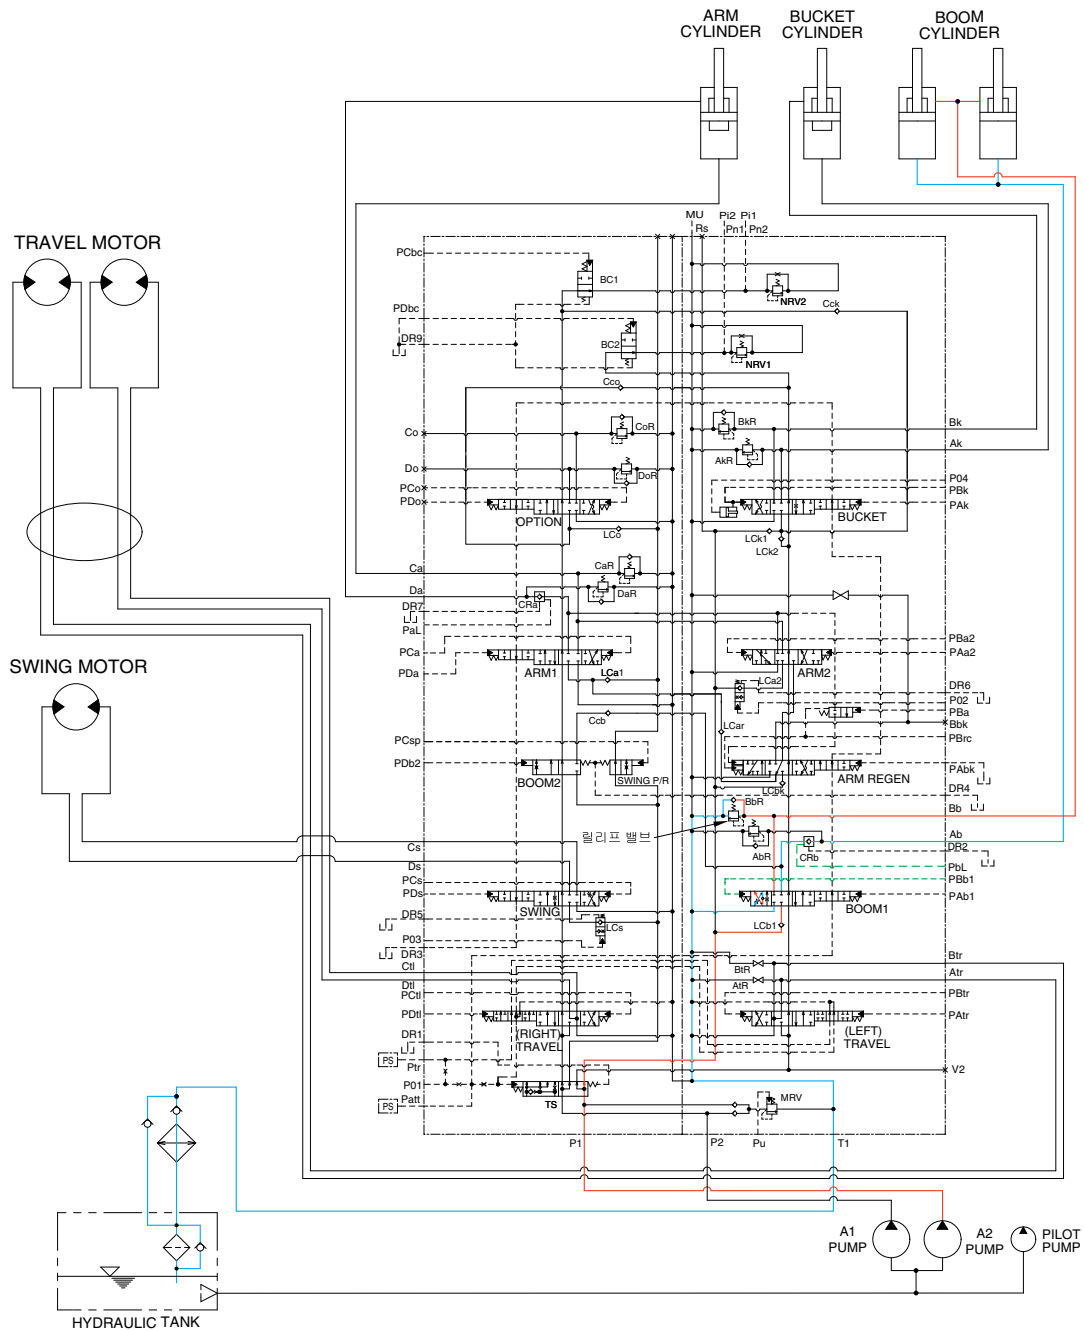 ARM
CYLINDER
BUCKET
CYLINDER
BOOM
CYLINDER
TRAVEL MOTOR
SWING MOTOR
MU
Rs
Pi2
Pi1
Pn1
Pn2
PCbc
BC1
NRV2
Cck
PDbc
DR9
BC2
NRV1
Cco
Co
CoR
BkR
Bk
Ak
AkR
Do
DoR
PCo
PDo
OPTION
LCo
P04
PBk
PAk
BUCKET
LCk1
LCk2
Ca
CaR
Da
DaR
CRa
DR7
PaL
PCa
PDa
ARM1
LCa1
PBa2
PAa2
ARM2
LCa2
DR6
P02
PBa
Bbk
PBrc
LCar
Ccb
PCsp
PDb2
BOOM2
SWING P/R
PAbk
ARM REGEN
LCbk
DR4
BbR
Bb
릴리프 밸브
AbR
Ab
CRb
DR2
PbL
Cs
Ds
PCs
PDs
SWING
PBb1
PAb1
BOOM1
LCb1
DR5
LCs
P03
DR3
Ctl
Btr
BtR
Atr
AtR
Dtl
PCtl
PDtl
(RIGHT)
TRAVEL
PBtr
PAtr
(LEFT)
TRAVEL
DR1
PS
Ptr
P01
Patt
PS
TS
V2
MRV
P1
P2
Pu
T1
A1
PUMP
A2
PUMP
PILOT
PUMP
HYDRAULIC TANK